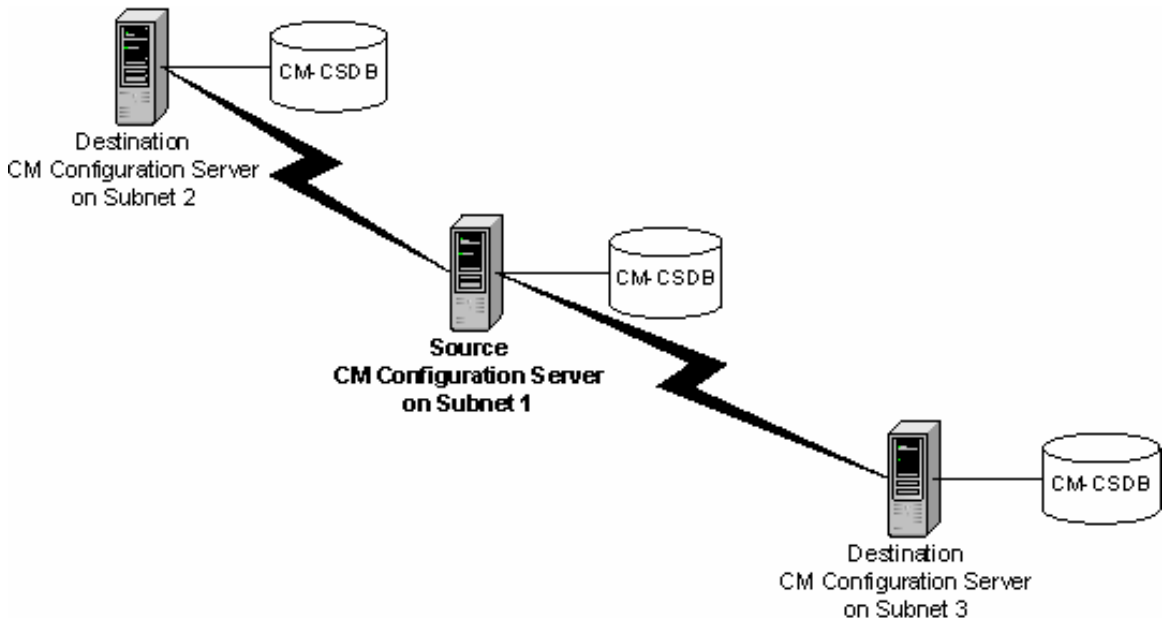 CM-CSDB
Destination
CM Configuration Server
on Subnet 2
CM-CSDB
Source
CM Configuration Server
on Subnet 1
CM-CSDB
Destination
CM Configuration Server
on Subnet 3